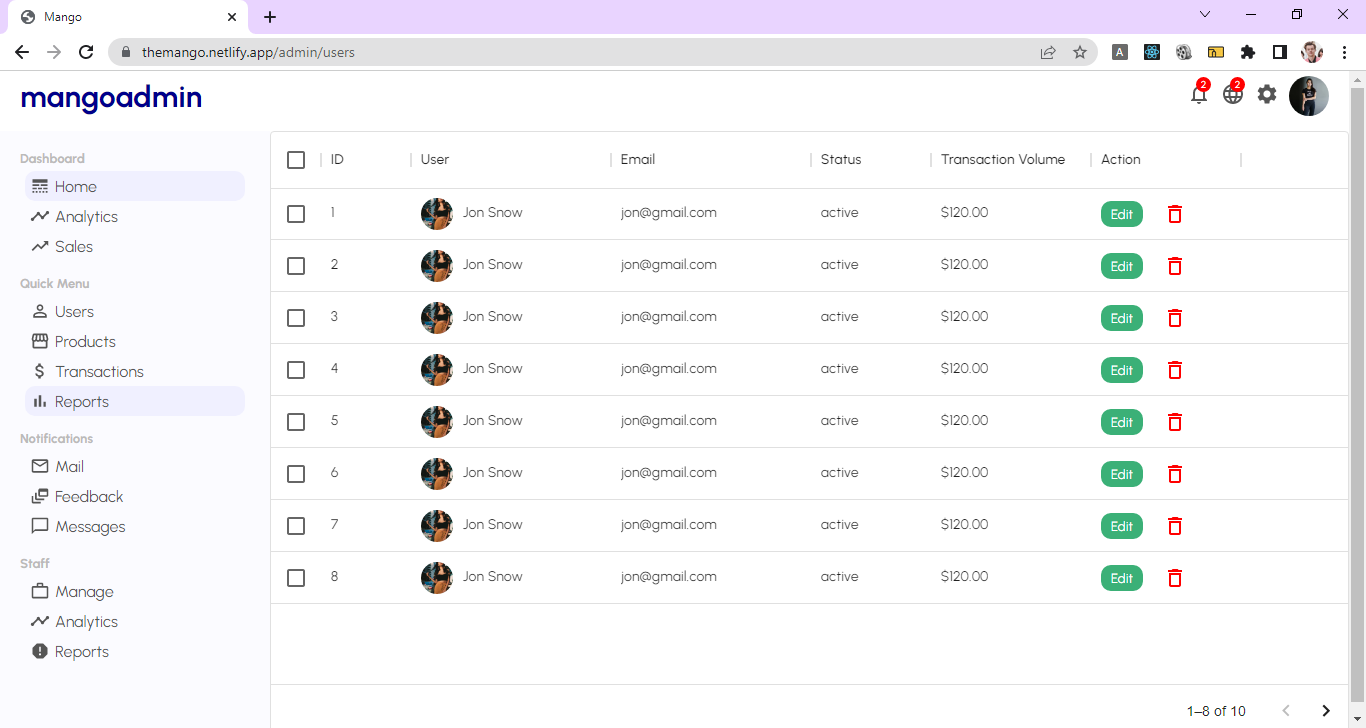 Mango
themango.netlify.app/admin/users
A
mangoadmin
2 2
Dashboard
Home
Analytics
Sales
Quick Menu
Users
Products
Transactions
Reports
Notifications
Mail
Feedback
Messages
Staff
Manage
Analytics
Reports
ID User Email Status Transaction Volume Action
1 Jon Snow jon@gmail.com active $120.00 Edit
2 Jon Snow jon@gmail.com active $120.00 Edit
3 Jon Snow jon@gmail.com active $120.00 Edit
4 Jon Snow jon@gmail.com active $120.00 Edit
5 Jon Snow jon@gmail.com active $120.00 Edit
6 Jon Snow jon@gmail.com active $120.00 Edit
7 Jon Snow jon@gmail.com active $120.00 Edit
8 Jon Snow jon@gmail.com active $120.00 Edit
1–8 of 10